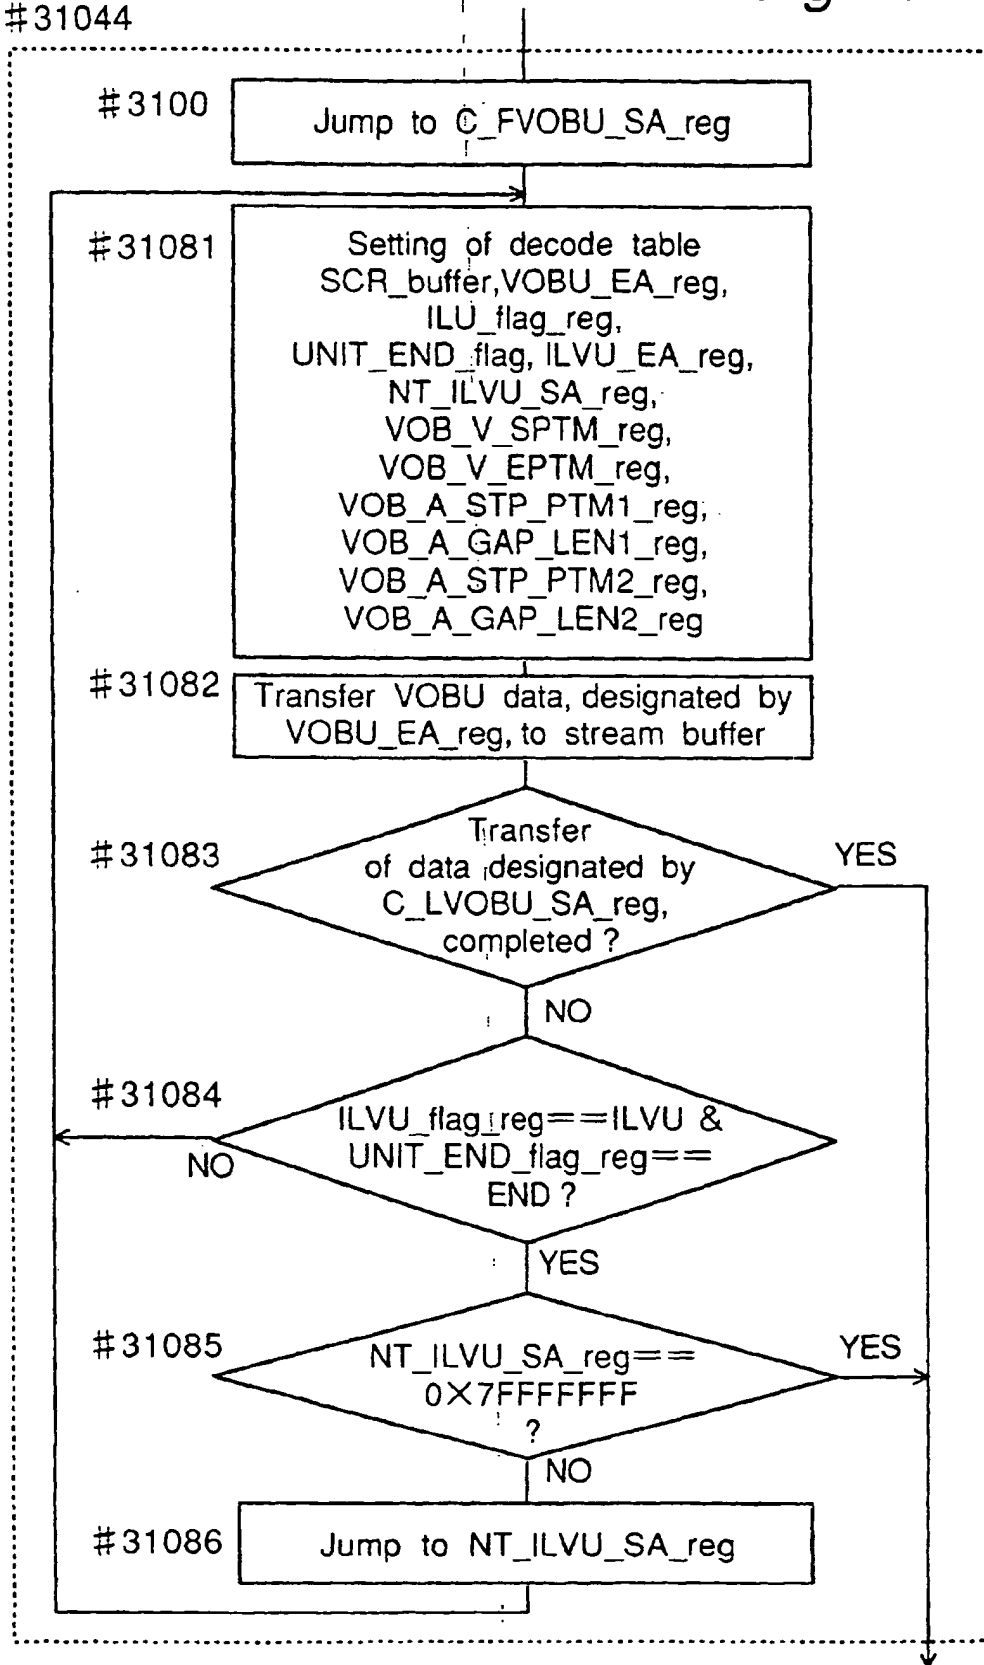 #31044
#3100
Jump to C_FVOBU_SA_reg
#31081
Setting of decode table
SCR_buffer,VOBU_EA_reg,
ILU_flag_reg,
UNIT_END_flag, ILVU_EA_reg,
NT_ILVU_SA_reg,
VOB_V_SPTM_reg,
VOB_V_EPTM_reg,
VOB_A_STP_PTM1_reg,
VOB_A_GAP_LEN1_reg,
VOB_A_STP_PTM2_reg,
VOB_A_GAP_LEN2_reg
#31082
Transfer VOBU data, designated by
VOBU_EA_reg, to stream buffer
#31083
Transfer
of data designated by
C_LVOBU_SA_reg,
completed ?
YES
NO
#31084
ILVU_flag_reg==ILVU &
UNIT_END_flag_reg==
END ?
NO
YES
#31085
NT_ILVU_SA_reg==
0X7FFFFFFF
?
YES
NO
#31086
Jump to NT_ILVU_SA_reg